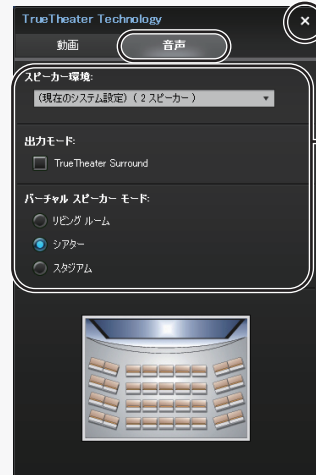 TrueTheater Technology
×
動画
音声
スピーカー環境:
(現在のシステム設定) ( 2 スピーカー )
出力モード:
TrueTheater Surround
バーチャル スピーカー モード:
リビング ルーム
シアター
スタジアム